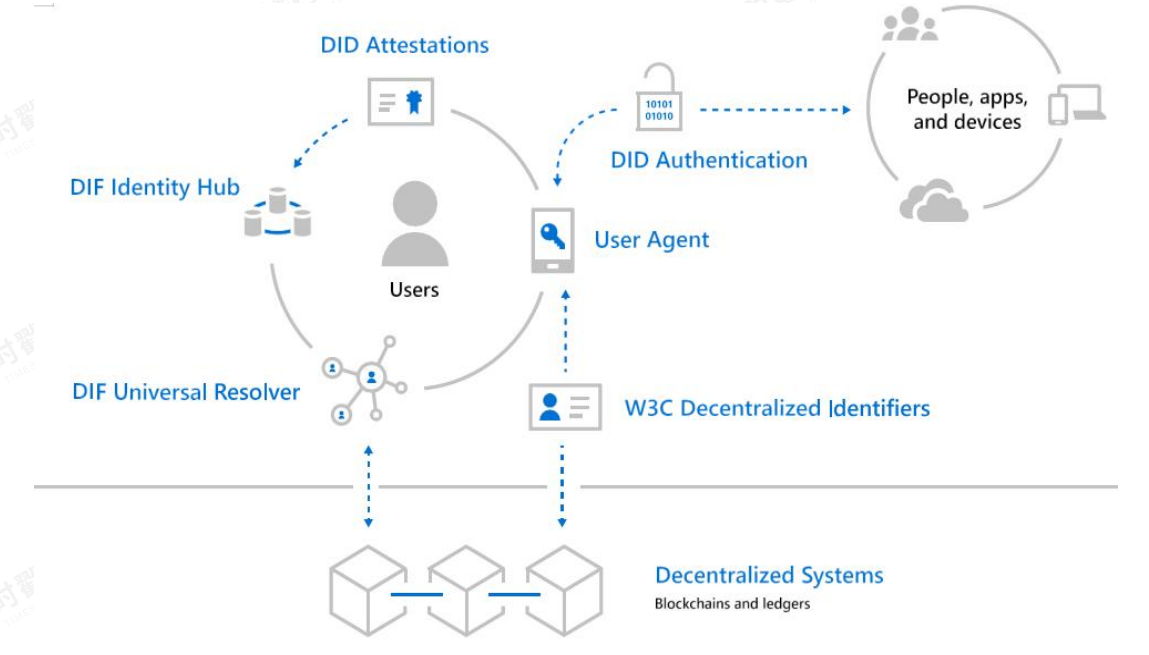 DID Attestations
People, apps,
and devices
10101
01010
DID Authentication
DIF Identity Hub
User Agent
Users
DIF Universal Resolver
W3C Decentralized Identifiers
Decentralized Systems
Blockchains and ledgers